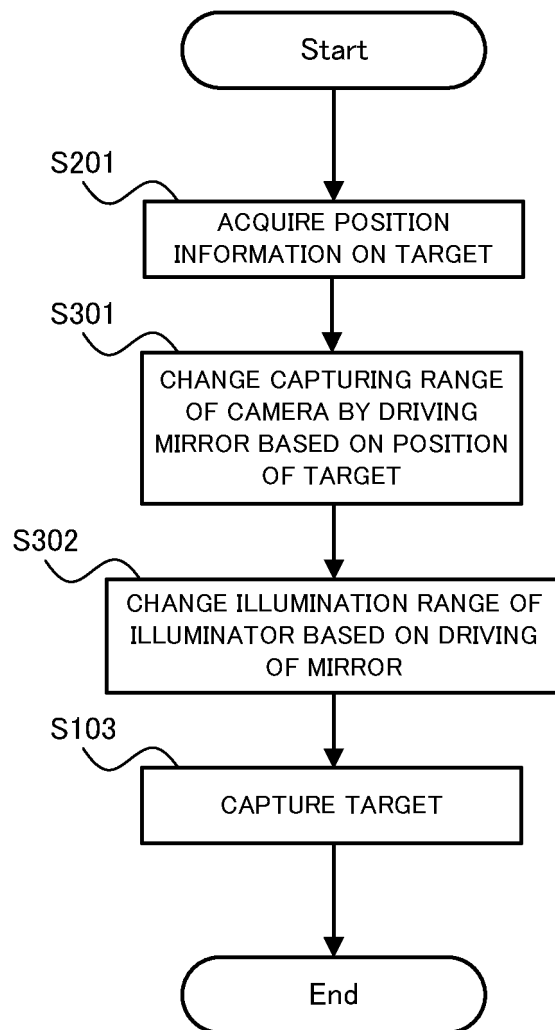 Start
S201
ACQUIRE POSITION
INFORMATION ON TARGET
S301
CHANGE CAPTURING RANGE
OF CAMERA BY DRIVING
MIRROR BASED ON POSITION
OF TARGET
S302
CHANGE ILLUMINATION RANGE OF
ILLUMINATOR BASED ON DRIVING
OF MIRROR
S103
CAPTURE TARGET
End